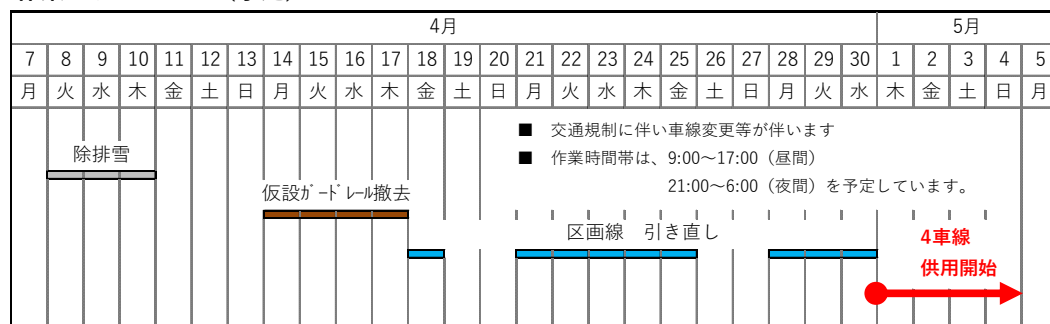 4月 5月
7 8 9 10 11 12 13 14 15 16 17 18 19 20 21 22 23 24 25 26 27 28 29 30 1 2 3 4 5
月 火 水 木 金 土 日 月 火 水 木 金 土 日 月 火 水 木 金 土 日 月 火 水 木 金 土 日 月
■ 交通規制に伴い車線変更等が伴います
除排雪
■ 作業時間帯は、9:00～17:00（昼間）
21:00～6:00（夜間）を予定しています。
仮設ｶﾞｰﾄﾞﾚｰﾙ撤去
区画線 引き直し
4車線
供用開始